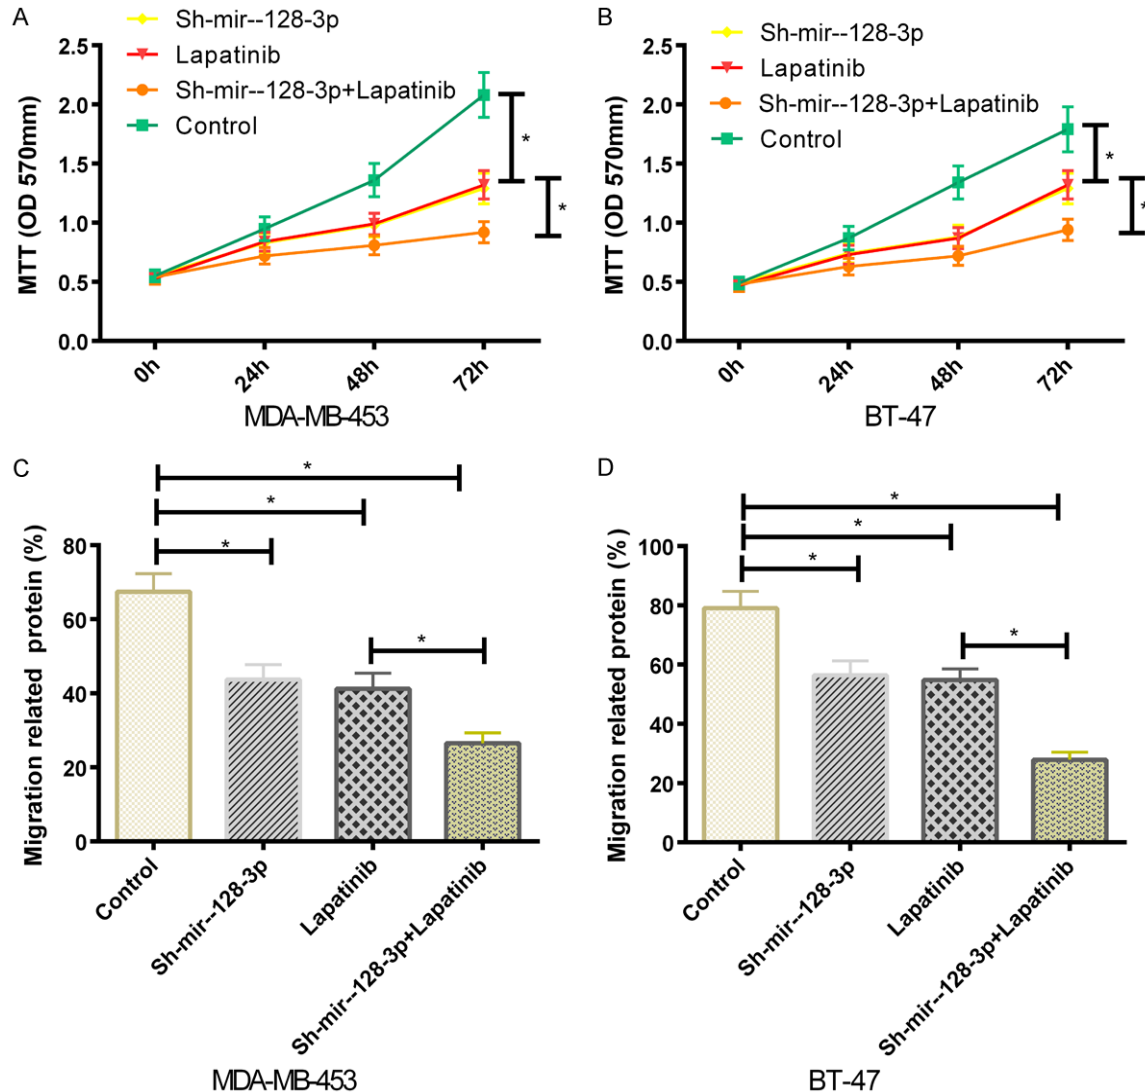 A
Sh-mir--128-3p
Lapatinib
Sh-mir--128-3p+Lapatinib
Control
MTT (OD 570mm)
2.5
2.0
1.5
1.0
0.5
0.0
*
*
0h
24h
48h
72h
MDA-MB-453
B
Sh-mir--128-3p
Lapatinib
Sh-mir--128-3p+Lapatinib
Control
MTT (OD 570mm)
2.5
2.0
1.5
1.0
0.5
0.0
*
*
0h
24h
48h
72h
BT-47
C
Migration related protein (%)
80
60
40
20
0
*
*
*
*
Control
Sh-mir--128-3p
Lapatinib
Sh-mir--128-3p+Lapatinib
MDA-MB-453
D
Migration related protein (%)
100
80
60
40
20
0
*
*
*
*
Control
Sh-mir--128-3p
Lapatinib
Sh-mir--128-3p+Lapatinib
BT-47